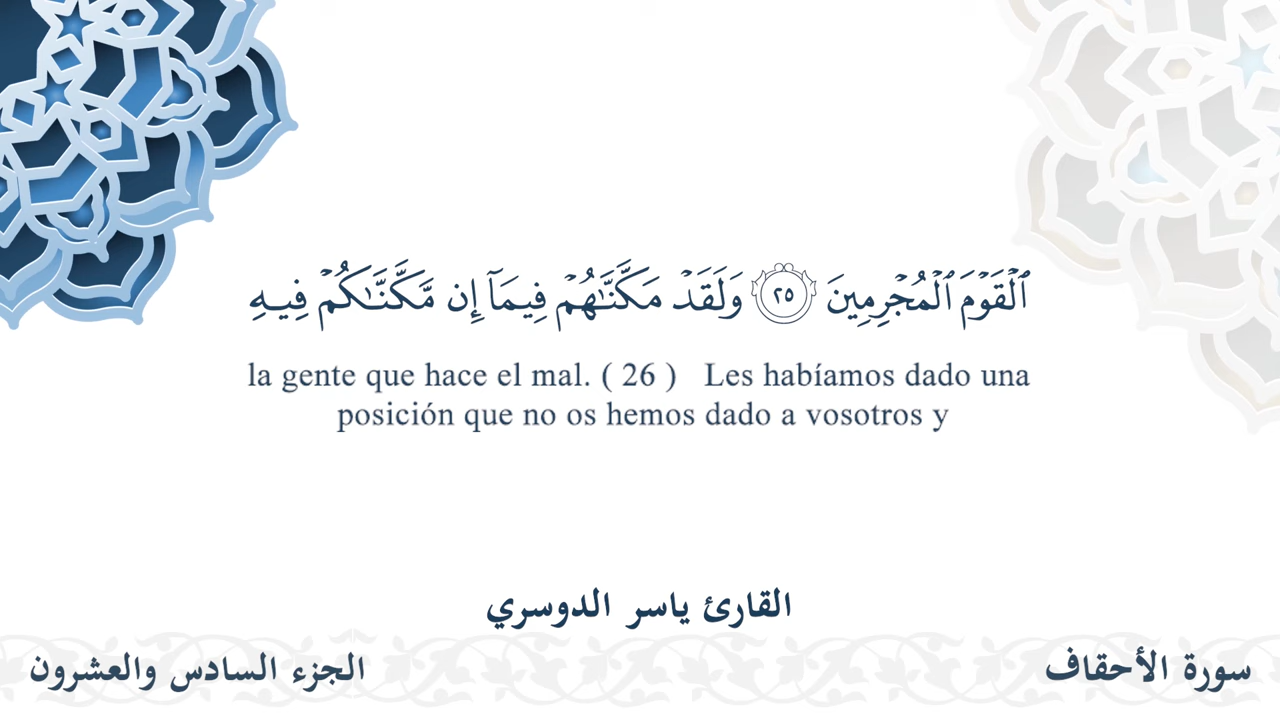 ٱلْقَوْمَ ٱلْمُجْرِمِينَ ٢٥ وَلَقَدْ مَكَّنَّٰهُمْ فِيمَآ إِن مَّكَّنَّٰكُمْ فِيهِ
la gente que hace el mal. ( 26 ) Les habíamos dado una
posición que no os hemos dado a vosotros y
القارئ ياسر الدوسري
سورة الأحقاف
الجزء السادس والعشرون